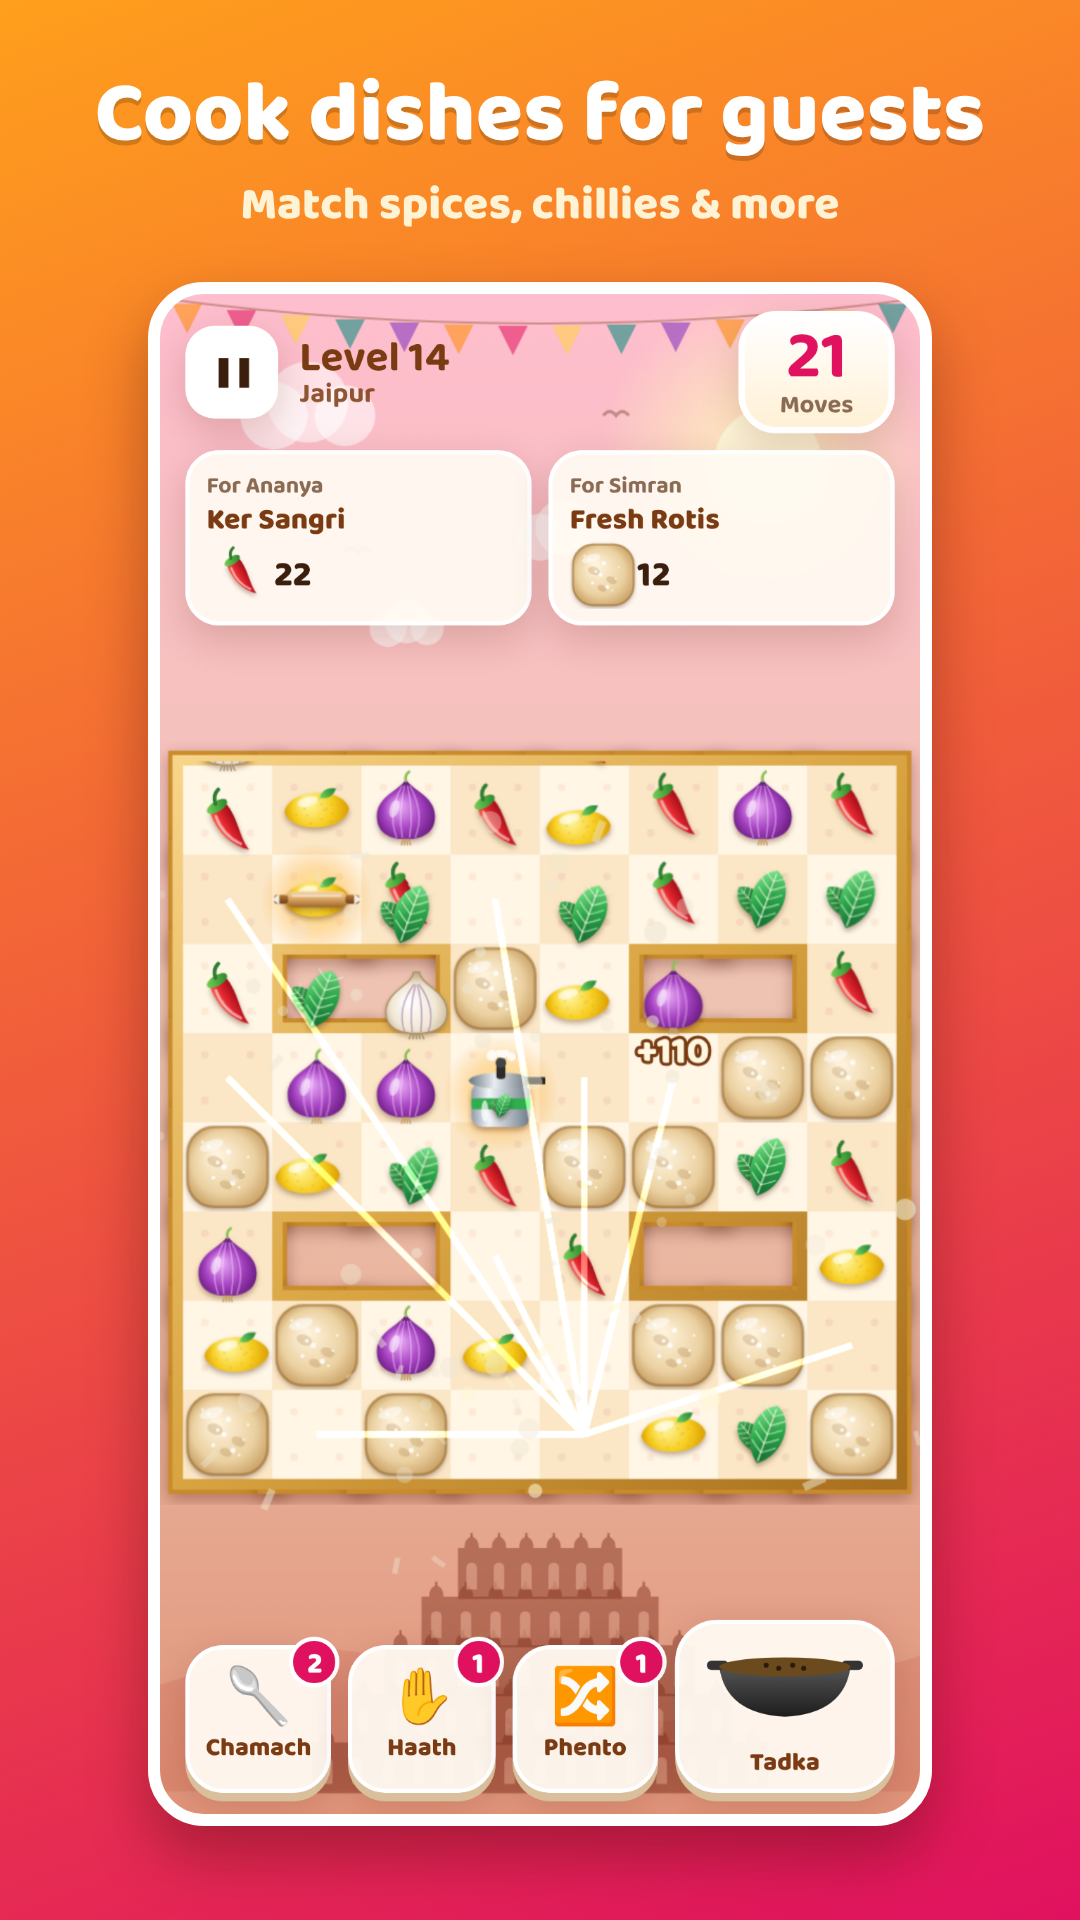 Cook dishes for guests
Match spices, chillies & more
Level 14
Jaipur
21
Moves
For Ananya
Ker Sangri
22
For Simran
Fresh Rotis
12
+110
2
Chamach
1
Haath
1
Phento
Tadka